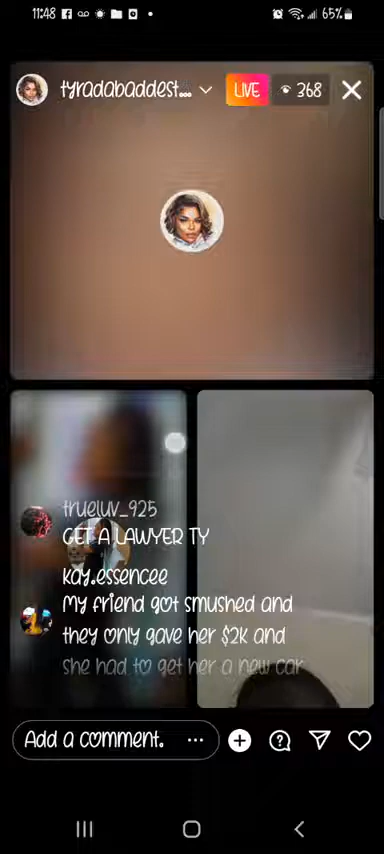 11:48
65%
tyradabaddest...
LIVE
368
trueluv_925
GET A LAWYER TY
kay.essencee
My friend got smushed and
they only gave her $2k and
she had to get her a new car
Add a comment.